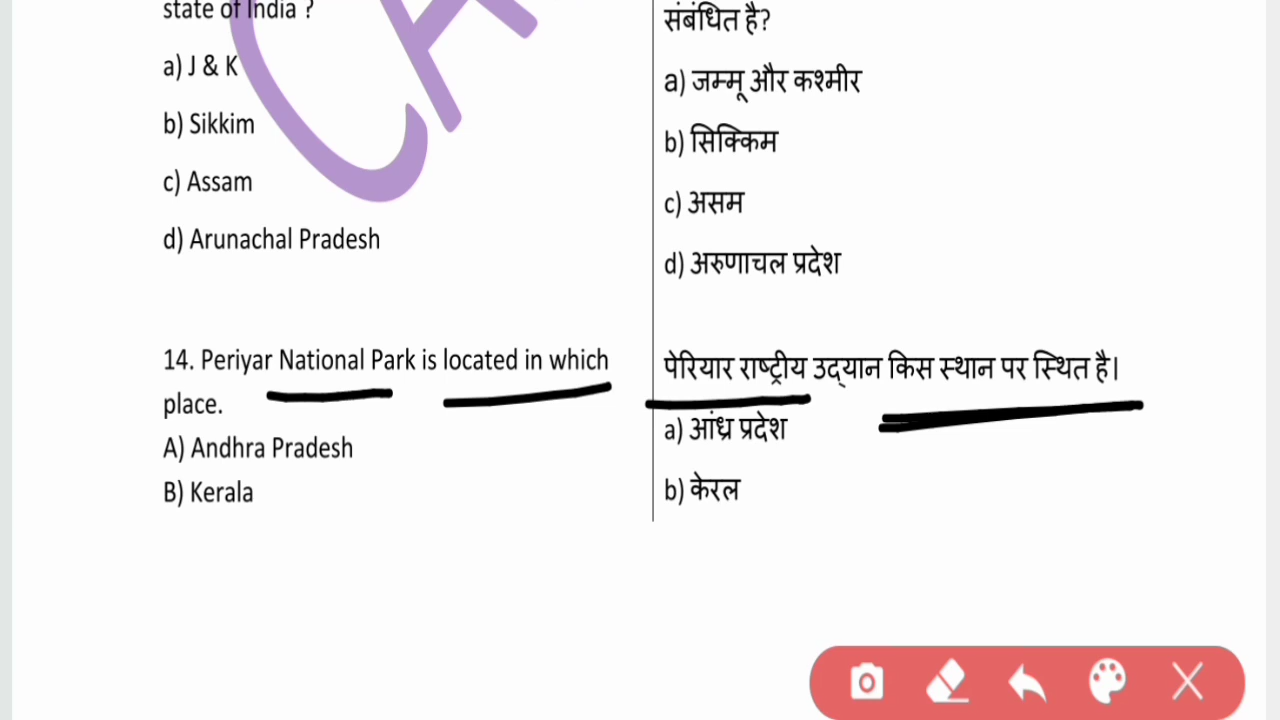 state of India ?
a) J & K
b) Sikkim
c) Assam
d) Arunachal Pradesh
14. Periyar National Park is located in which
place.
A) Andhra Pradesh
B) Kerala
संबंधित है?
a) जम्मू और कश्मीर
b) सिक्किम
c) असम
d) अरुणाचल प्रदेश
पेरियार राष्ट्रीय उद्यान किस स्थान पर स्थित है।
a) आंध्र प्रदेश
b) केरल